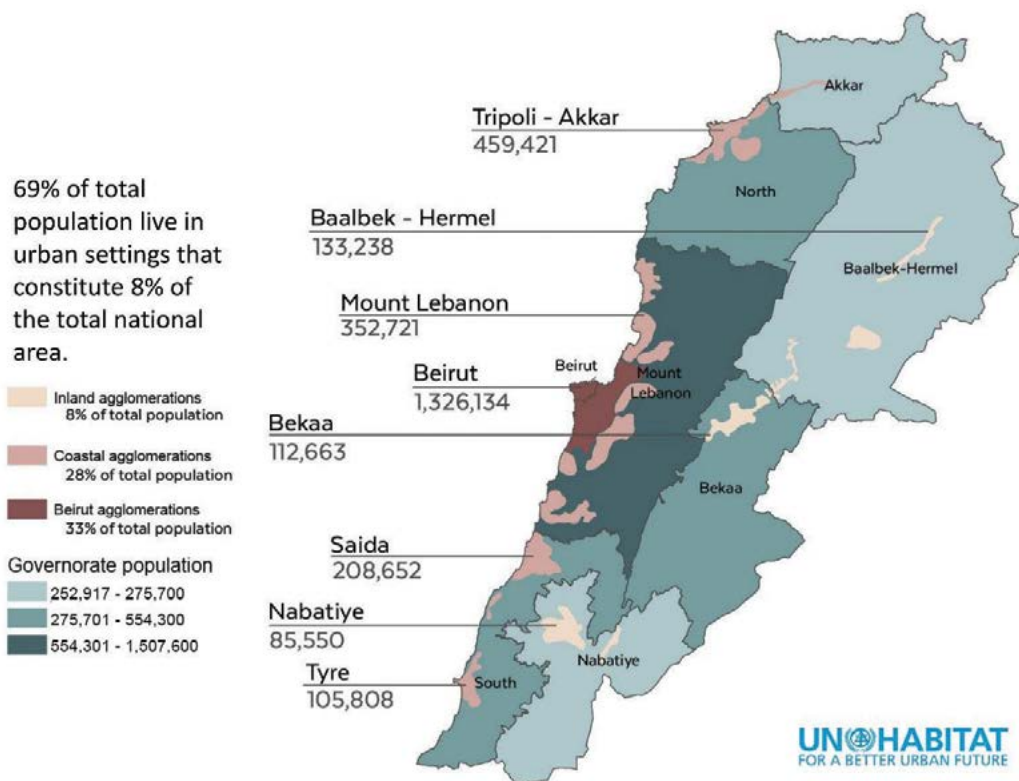 69% of total
population live in
urban settings that
constitute 8% of
the total national
area.
Inland agglomerations
8% of total population
Coastal agglomerations
28% of total population
Beirut agglomerations
33% of total population
Governorate population
252,917 - 275,700
275,701 - 554,300
554,301 - 1,507,600
Tripoli - Akkar
459,421
Baalbek - Hermel
133,238
Mount Lebanon
352,721
Beirut
1,326,134
Bekaa
112,663
Saida
208,652
Nabatiye
85,550
Tyre
105,808
Akkar
North
Baalbek-Hermel
Beirut
Mount
Lebanon
Bekaa
Nabatiye
South
UN HABITAT
FOR A BETTER URBAN FUTURE